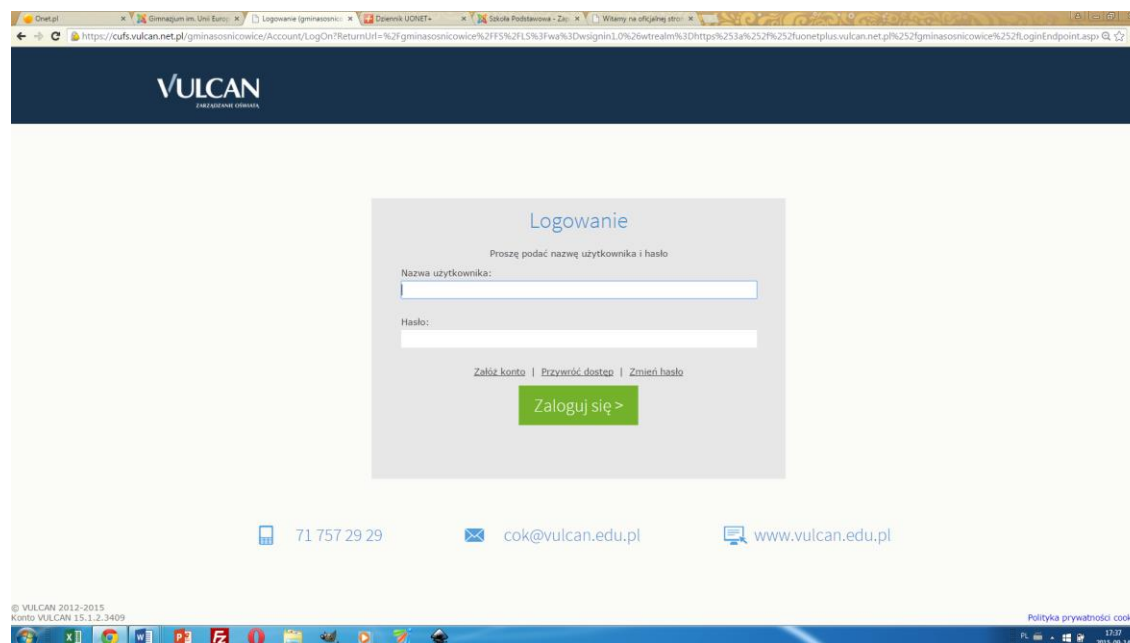 Onet.pl
Gimnazjum im. Unii Europ
Logowanie (gminasosnico
Dziennik UONET+
Szkoła Podstawowa - Zap
Witamy na oficjalnej stroni
https://cufs.vulcan.net.pl/gminasosnicowice/Account/LogOn?ReturnUrl=%2Fgminasosnicowice%2FFS%2FLS%3Fwa%3Dwsignin1.0%26wtrealm%3Dhttps%253a%252f%252fuonetplus.vulcan.net.pl%252fgminasosnicowice%252fLoginEndpoint.asp
VULCAN
ZARZĄDZANIE OŚWIATĄ
Logowanie
Proszę podać nazwę użytkownika i hasło
Nazwa użytkownika:
Hasło:
Załóż konto | Przywróć dostęp | Zmień hasło
Zaloguj się >
71 757 29 29
cok@vulcan.edu.pl
www.vulcan.edu.pl
© VULCAN 2012-2015
Konto VULCAN 15.1.2.3409
Polityka prywatności cook
PL
17:37